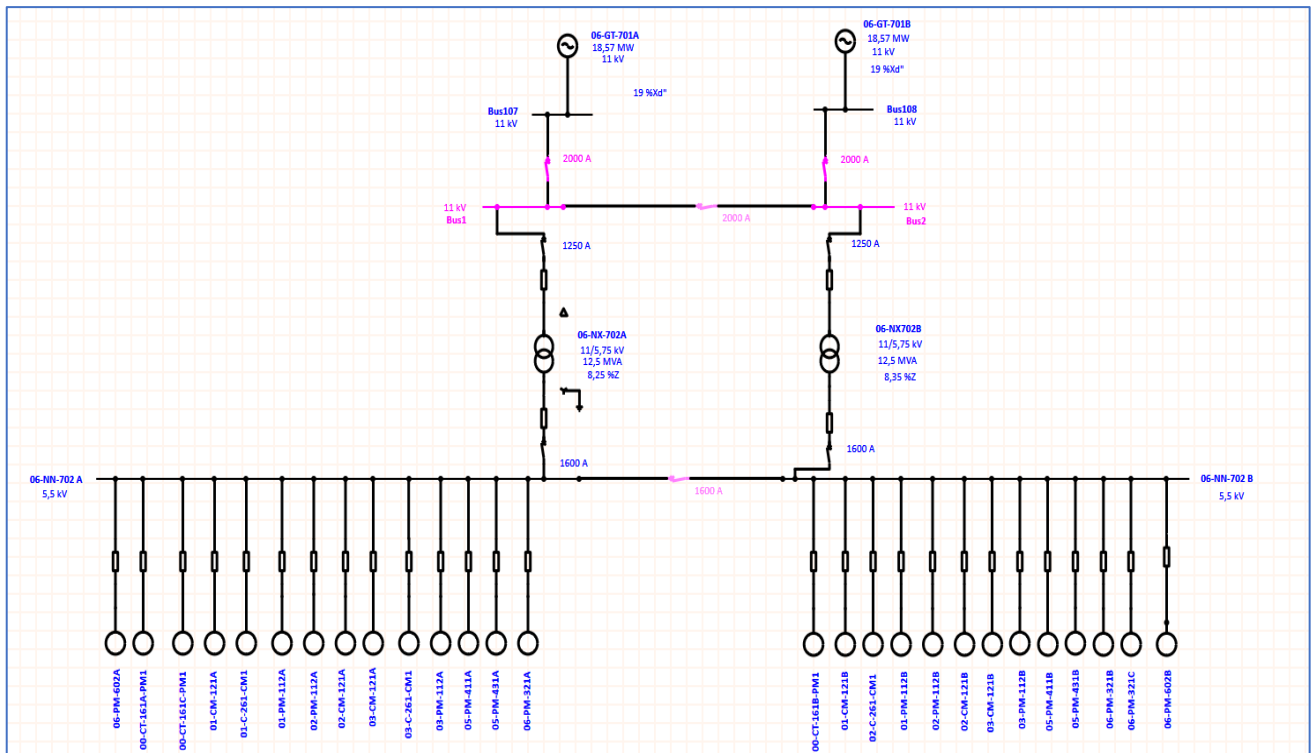 06-GT-701A
18,57 MW
11 kV
19 %Xd"
06-GT-701B
18,57 MW
11 kV
19 %Xd"
Bus107
11 kV
Bus108
11 kV
2000 A
2000 A
11 kV
Bus1
2000 A
11 kV
Bus2
1250 A
1250 A
06-NX-702A
11/5,75 kV
12,5 MVA
8,25 %Z
06-NX702B
11/5,75 kV
12,5 MVA
8,35 %Z
1600 A
1600 A
06-NN-702 A
5,5 kV
1600 A
06-NN-702 B
5,5 kV
06-PM-602A
00-CT-161A-PM1
00-CT-161C-PM1
01-CM-121A
01-C-261-CM1
01-PM-112A
02-PM-112A
02-CM-121A
03-CM-121A
03-C-261-CM1
03-PM-112A
05-PM-411A
05-PM-431A
06-PM-321A
00-CT-161B-PM1
01-CM-121B
02-C-261-CM1
01-PM-112B
02-PM-112B
02-CM-121B
03-CM-121B
03-PM-112B
05-PM-411B
05-PM-431B
06-PM-321B
06-PM-321C
06-PM-602B